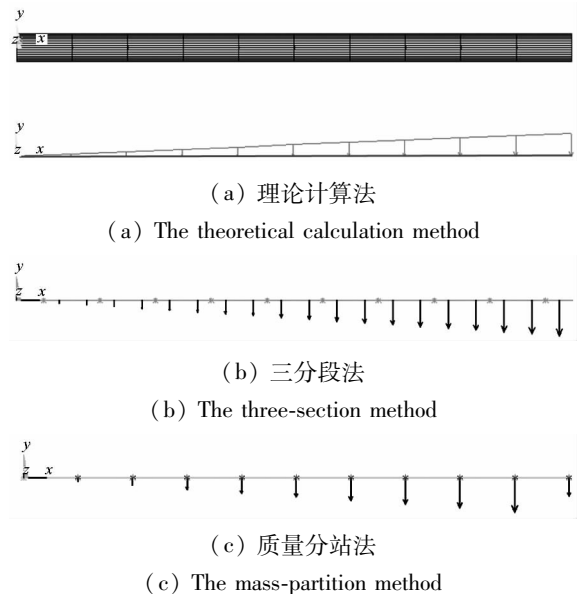 y
z x
y
z x
(a) 理论计算法
(a) The theoretical calculation method
y
z x
(b) 三分段法
(b) The three-section method
y
z x
(c) 质量分站法
(c) The mass-partition method